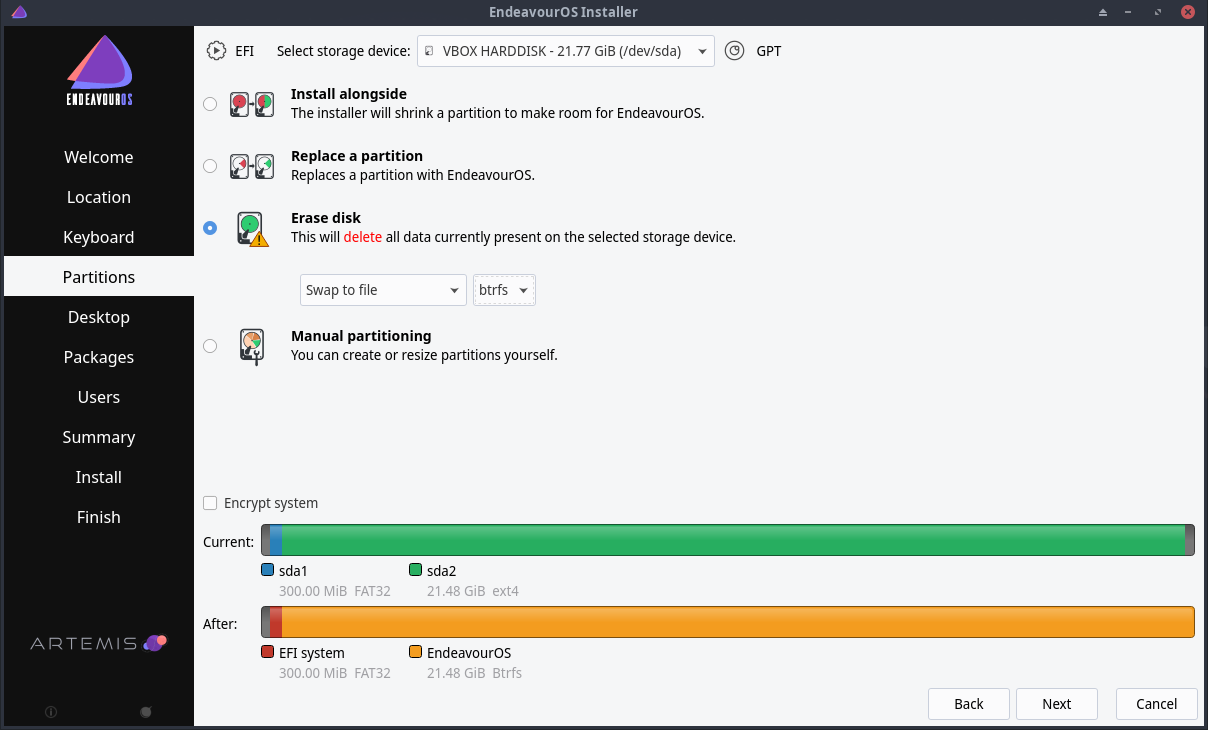 EndeavourOS Installer
ENDEAVOUROS
Welcome
Location
Keyboard
Partitions
Desktop
Packages
Users
Summary
Install
Finish
ARTEMIS
EFI Select storage device: VBOX HARDDISK - 21.77 GiB (/dev/sda) GPT
Install alongside
The installer will shrink a partition to make room for EndeavourOS.
Replace a partition
Replaces a partition with EndeavourOS.
Erase disk
This will delete all data currently present on the selected storage device.
Swap to file btrfs
Manual partitioning
You can create or resize partitions yourself.
Encrypt system
Current:
sda1 sda2
300.00 MiB FAT32 21.48 GiB ext4
After:
EFI system EndeavourOS
300.00 MiB FAT32 21.48 GiB Btrfs
Back Next Cancel